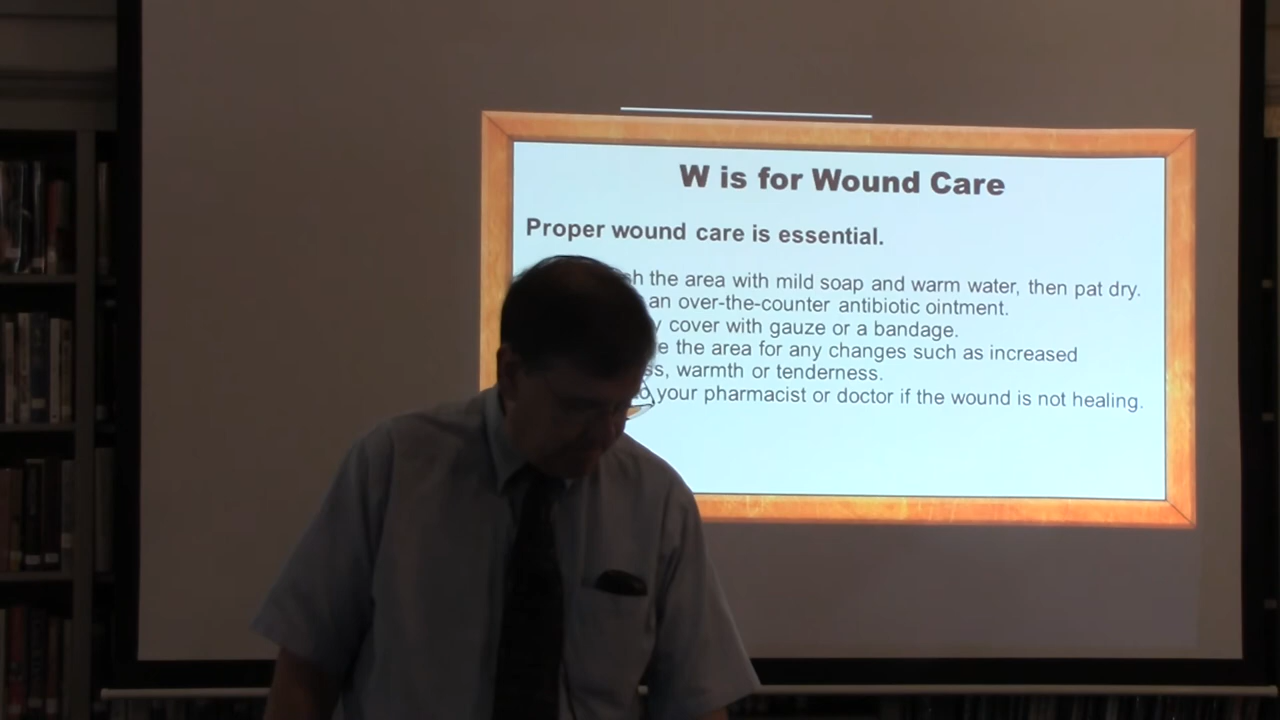 W is for Wound Care
Proper wound care is essential.
the area with mild soap and warm water, then pat dry.
an over-the-counter antibiotic ointment.
cover with gauze or a bandage.
the area for any changes such as increased
warmth or tenderness.
your pharmacist or doctor if the wound is not healing.